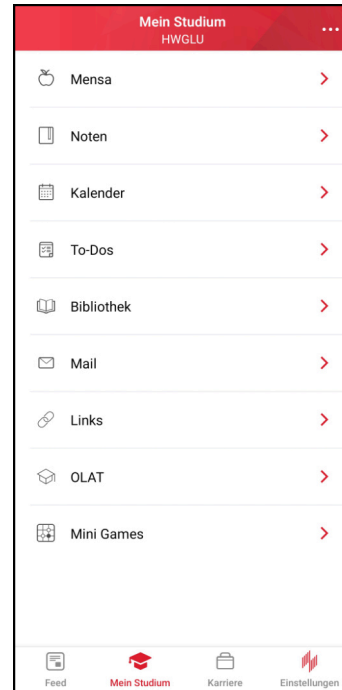 Mein Studium
HWGLU
Mensa
Noten
Kalender
To-Dos
Bibliothek
Mail
Links
OLAT
Mini Games
Feed Mein Studium Karriere Einstellungen